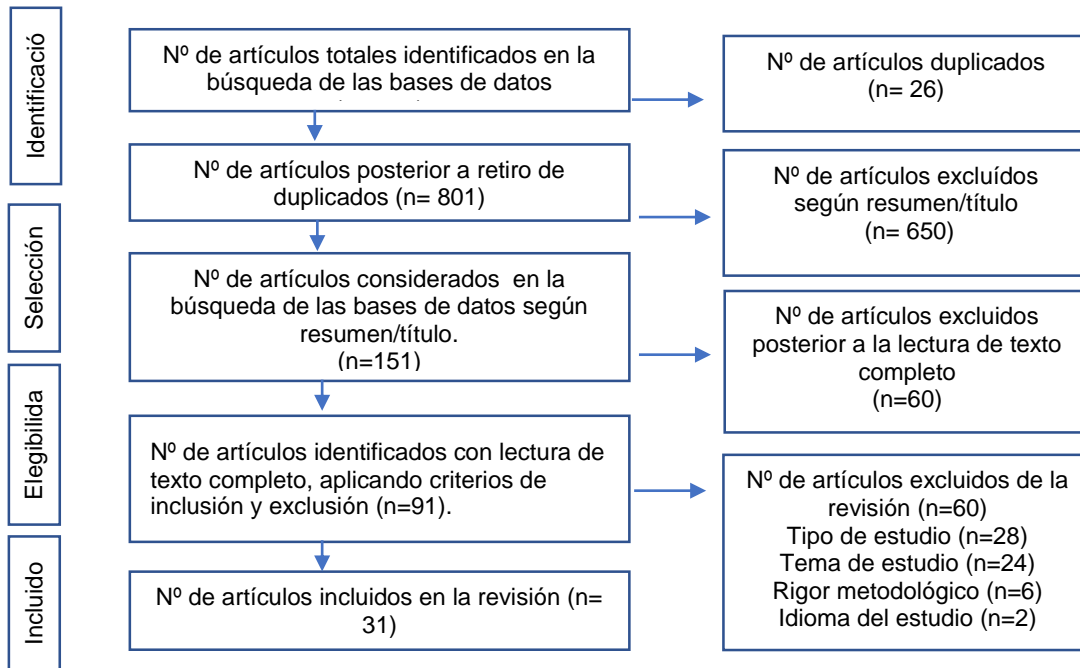 Identificació
Nº de artículos totales identificados en la
búsqueda de las bases de datos
Nº de artículos duplicados
(n= 26)
Nº de artículos posterior a retiro de
duplicados (n= 801)
Nº de artículos excluídos
según resumen/título
(n= 650)
Selección
Nº de artículos considerados en la
búsqueda de las bases de datos según
resumen/título.
(n=151)
Nº de artículos excluidos
posterior a la lectura de texto
completo
(n=60)
Elegibilida
Nº de artículos identificados con lectura de
texto completo, aplicando criterios de
inclusión y exclusión (n=91).
Nº de artículos excluidos de la
revisión (n=60)
Tipo de estudio (n=28)
Tema de estudio (n=24)
Rigor metodológico (n=6)
Idioma del estudio (n=2)
Incluido
Nº de artículos incluidos en la revisión (n=
31)